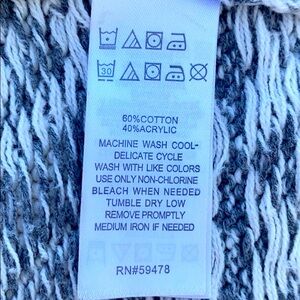 30
60%COTTON
40%ACRYLIC
MACHINE WASH COOL-
DELICATE CYCLE
WASH WITH LIKE COLORS
USE ONLY NON-CHLORINE
BLEACH WHEN NEEDED
TUMBLE DRY LOW
REMOVE PROMPTLY
MEDIUM IRON IF NEEDED
RN#59478